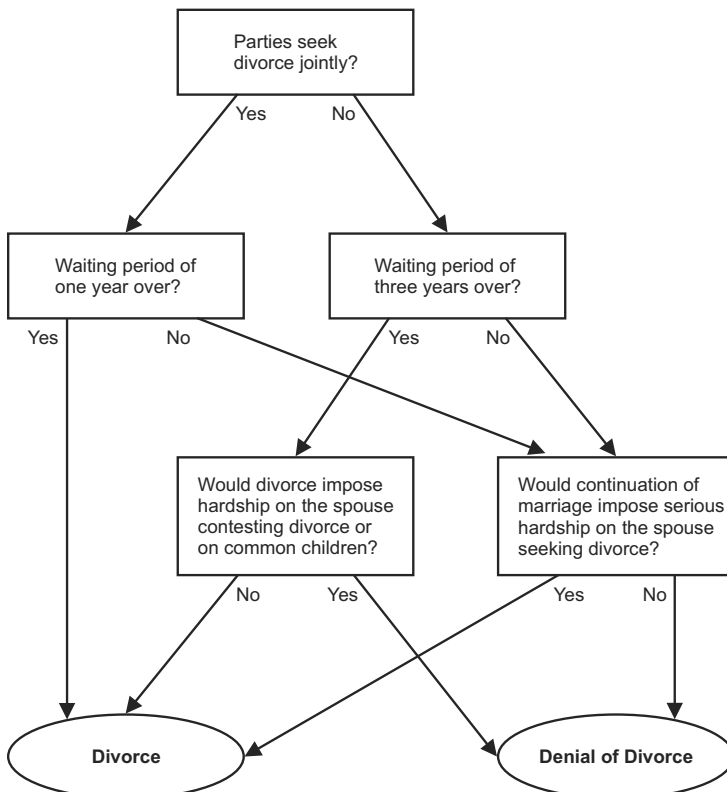 Parties seek
divorce jointly?
Yes
No
Waiting period of
one year over?
Waiting period of
three years over?
Yes
No
Yes
No
Would divorce impose
hardship on the spouse
contesting divorce or
on common children?
Would continuation of
marriage impose serious
hardship on the spouse
seeking divorce?
No
Yes
Yes
No
Divorce
Denial of Divorce